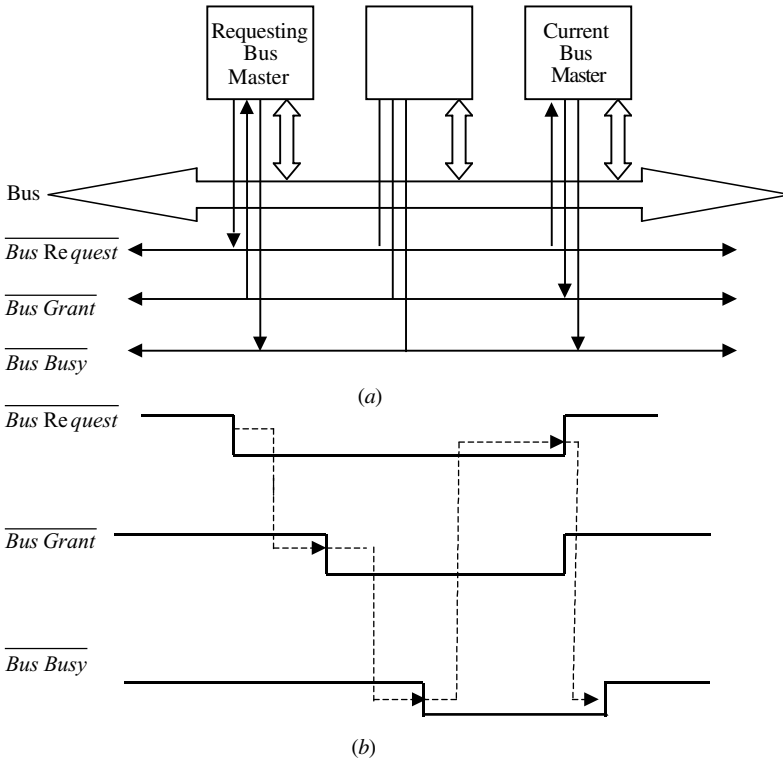 Requesting
Bus
Master
Current
Bus
Master
Bus
Bus Request
Bus Grant
Bus Busy
(a)
Bus Request
Bus Grant
Bus Busy
(b)